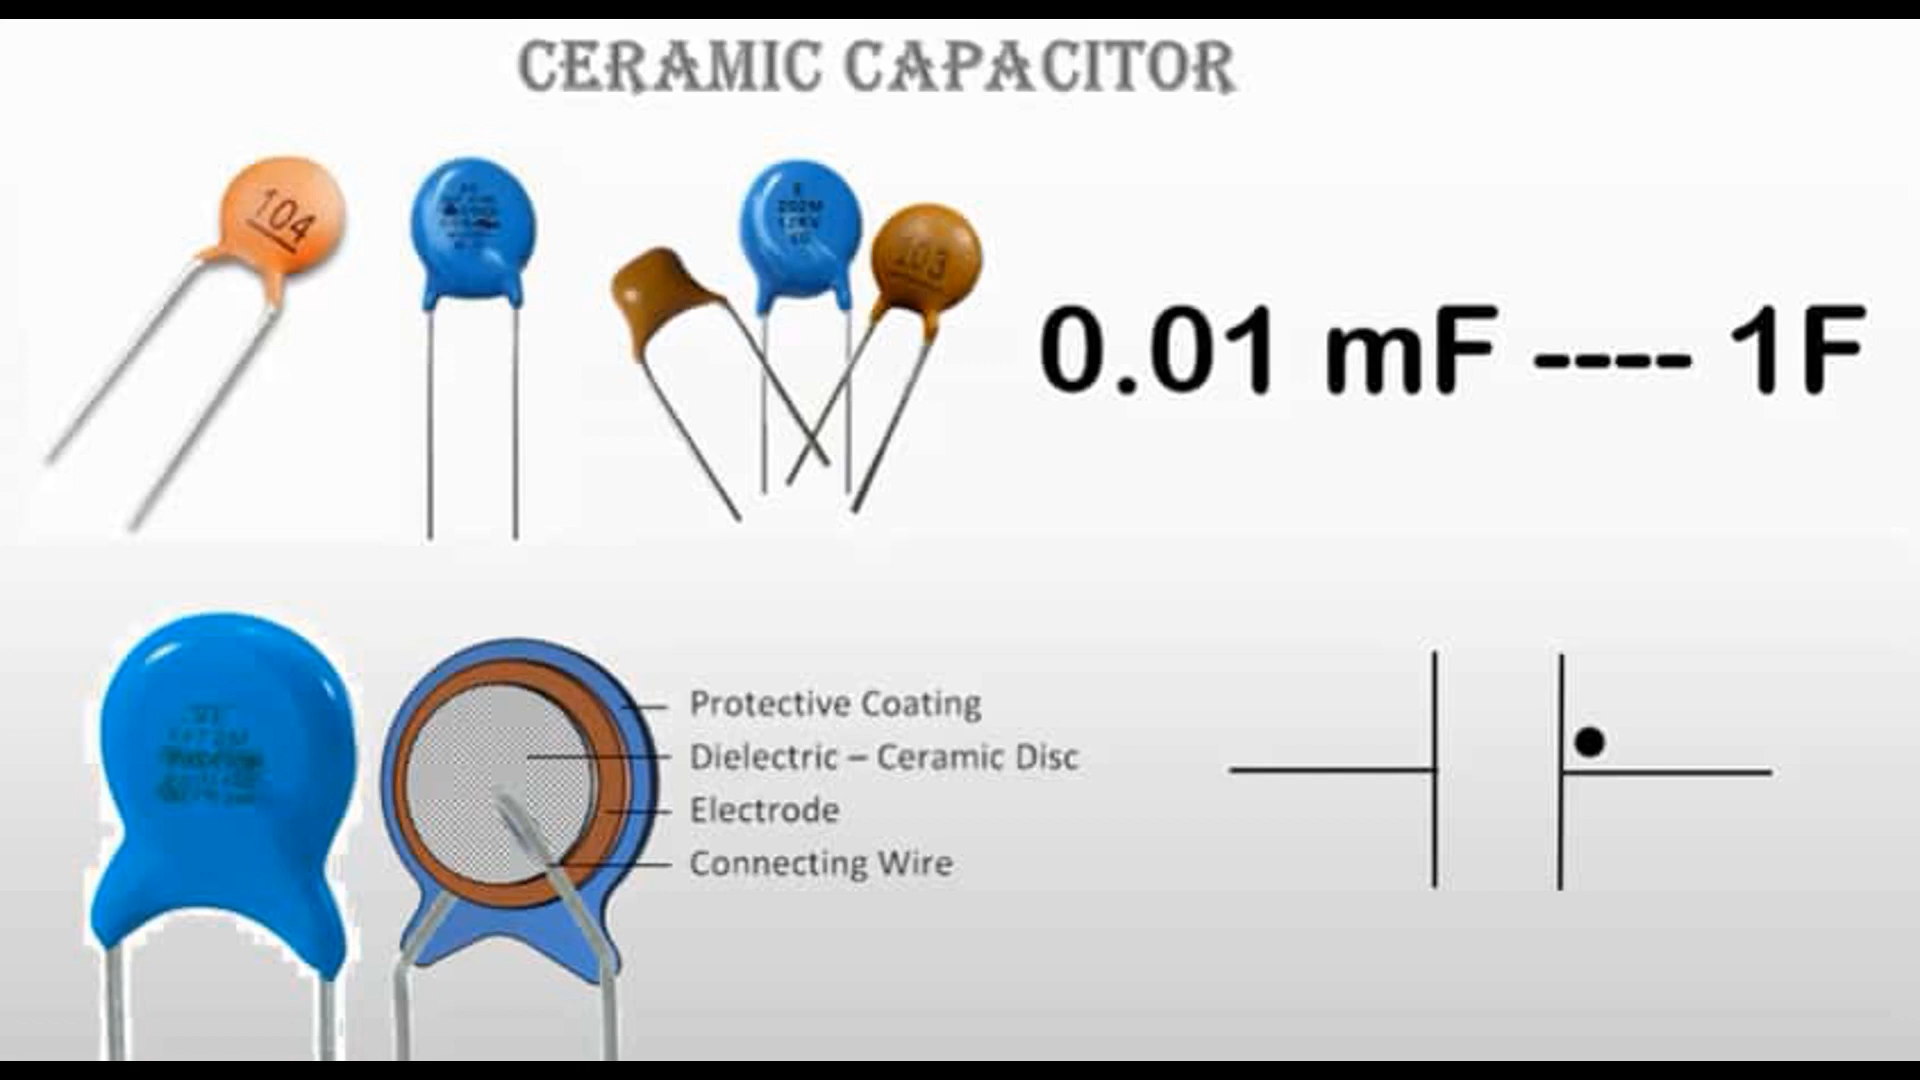 CERAMIC CAPACITOR
104
103
0.01 mF ---- 1F
Protective Coating
Dielectric – Ceramic Disc
Electrode
Connecting Wire